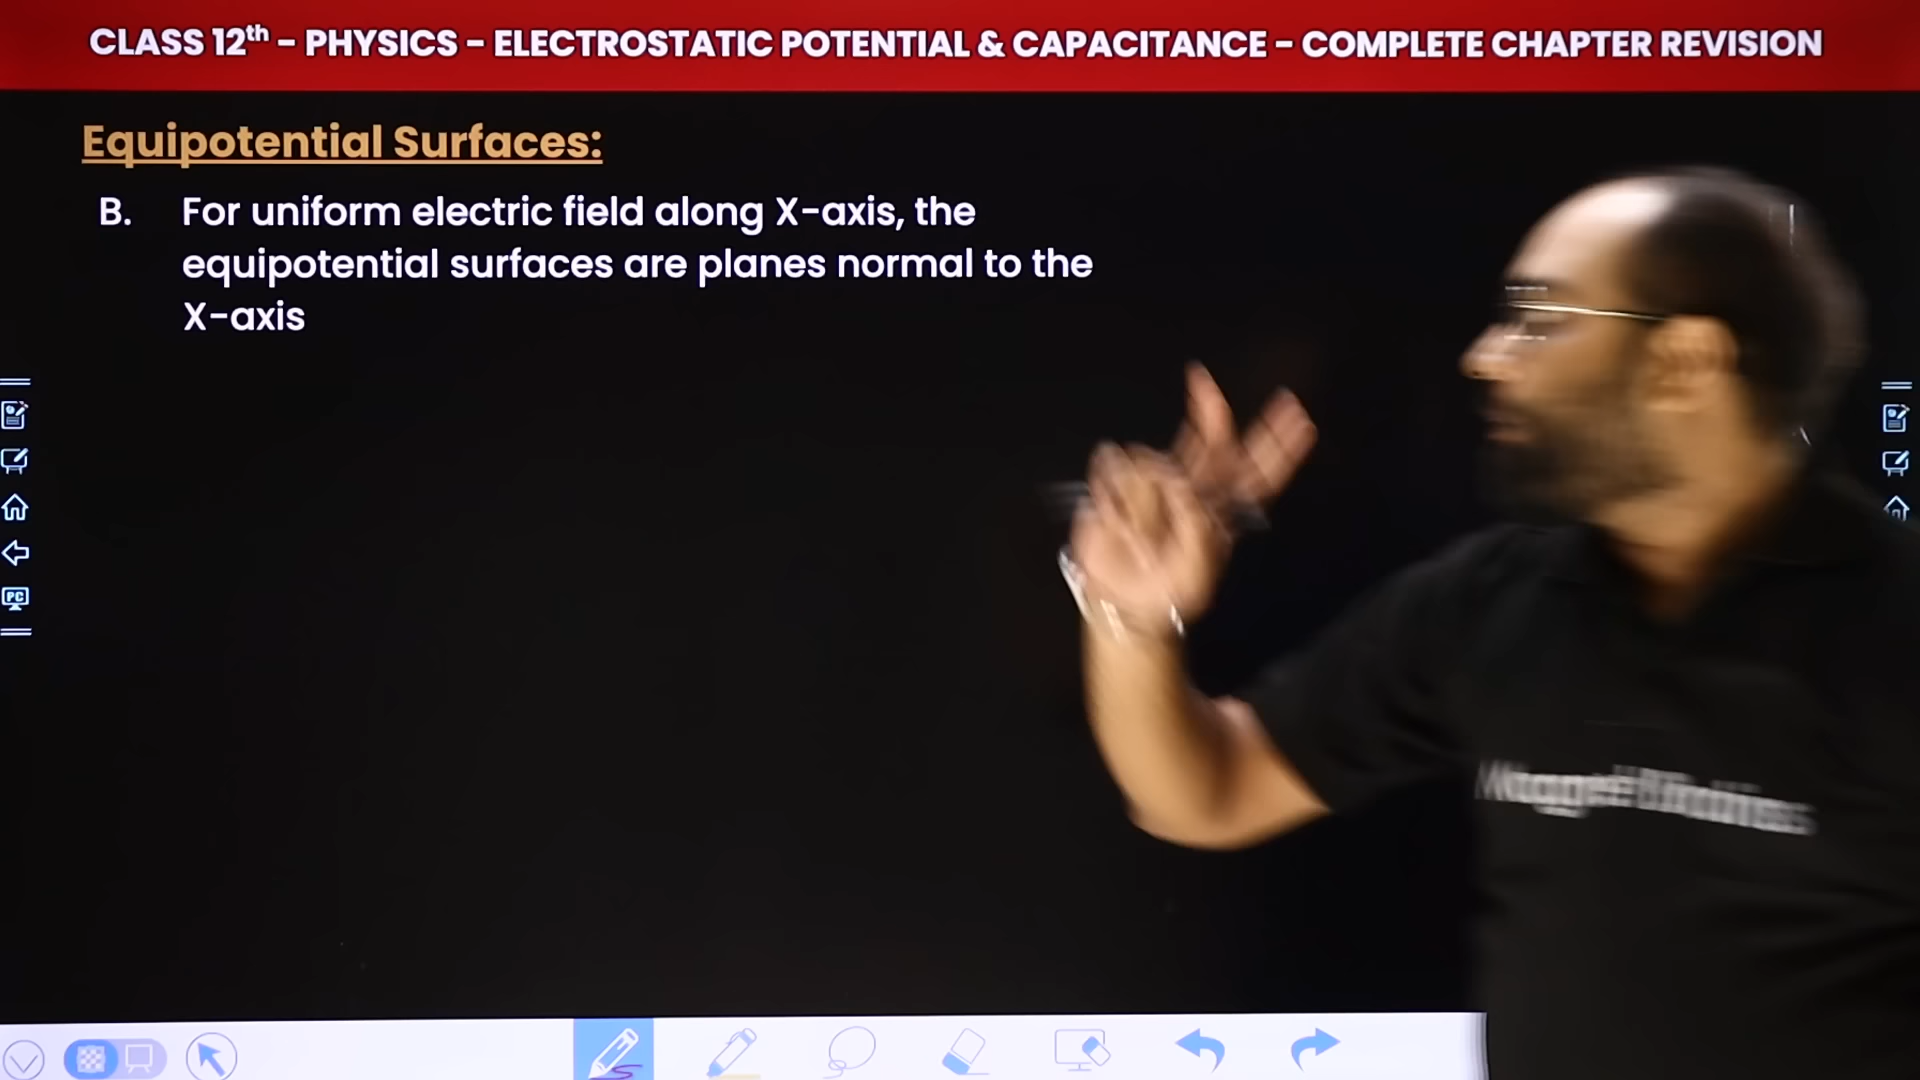 CLASS 12th - PHYSICS - ELECTROSTATIC POTENTIAL & CAPACITANCE - COMPLETE CHAPTER REVISION
Equipotential Surfaces:
B. For uniform electric field along X-axis, the
equipotential surfaces are planes normal to the
X-axis
PC